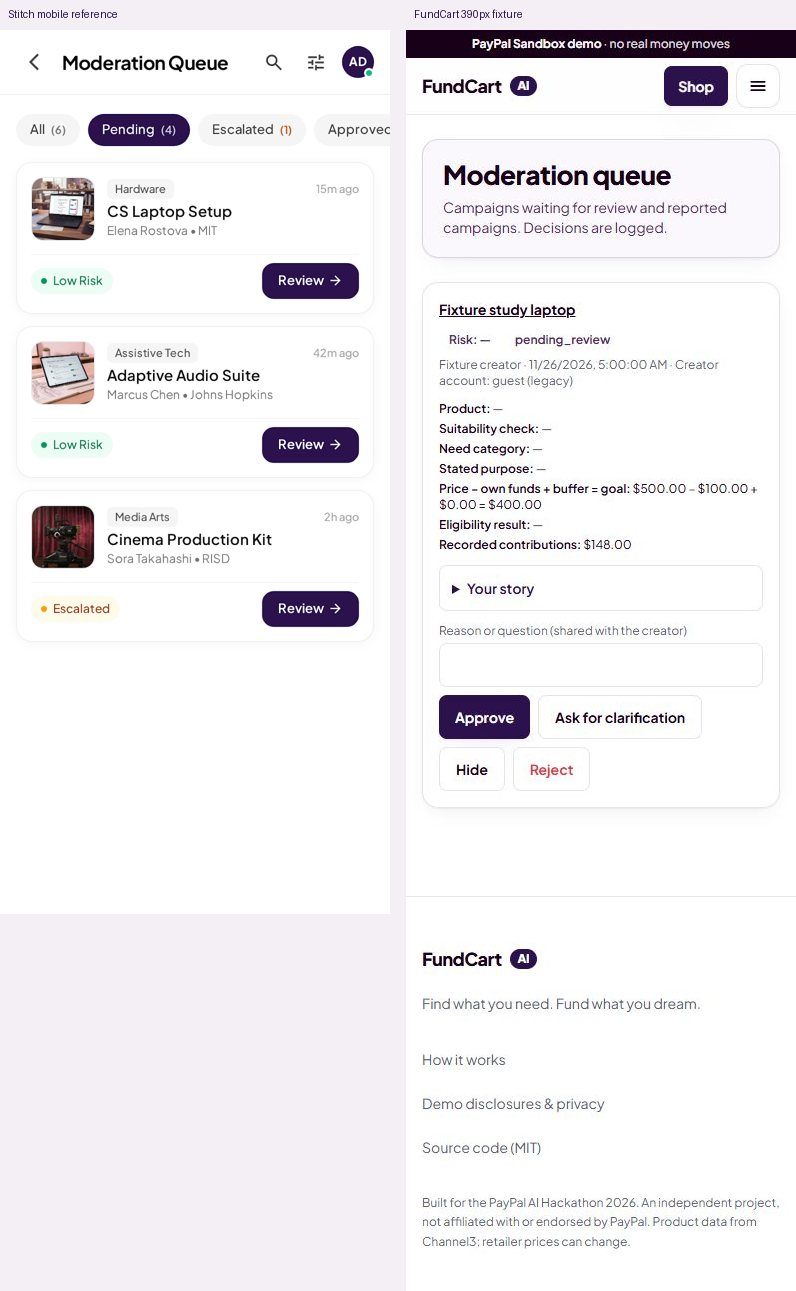 Stitch mobile reference
Moderation Queue
AD
All (6)
Pending (4)
Escalated (1)
Approved
Hardware
15m ago
CS Laptop Setup
Elena Rostova • MIT
Low Risk
Review →
Assistive Tech
42m ago
Adaptive Audio Suite
Marcus Chen • Johns Hopkins
Low Risk
Review →
Media Arts
2h ago
Cinema Production Kit
Sora Takahashi • RISD
Escalated
Review →
FundCart 390px fixture
PayPal Sandbox demo · no real money moves
FundCart AI
Shop
Moderation queue
Campaigns waiting for review and reported
campaigns. Decisions are logged.
Fixture study laptop
Risk: — pending_review
Fixture creator · 11/26/2026, 5:00:00 AM · Creator
account: guest (legacy)
Product: —
Suitability check: —
Need category: —
Stated purpose: —
Price − own funds + buffer = goal: $500.00 − $100.00 +
$0.00 = $400.00
Eligibility result: —
Recorded contributions: $148.00
Your story
Reason or question (shared with the creator)
Approve
Ask for clarification
Hide
Reject
FundCart AI
Find what you need. Fund what you dream.
How it works
Demo disclosures & privacy
Source code (MIT)
Built for the PayPal AI Hackathon 2026. An independent project,
not affiliated with or endorsed by PayPal. Product data from
Channel3; retailer prices can change.